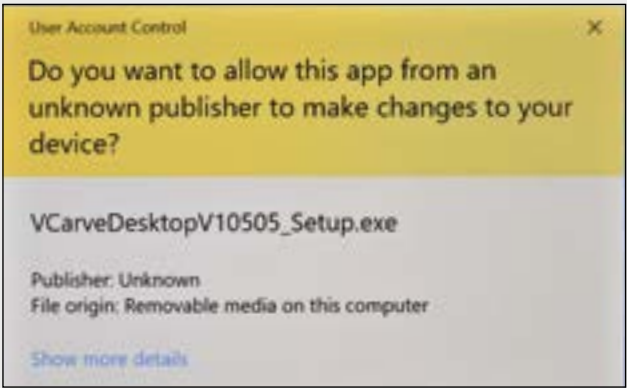 User Account Control
Do you want to allow this app from an
unknown publisher to make changes to your
device?
VCarveDesktopV10505_Setup.exe
Publisher: Unknown
File origin: Removable media on this computer
Show more details